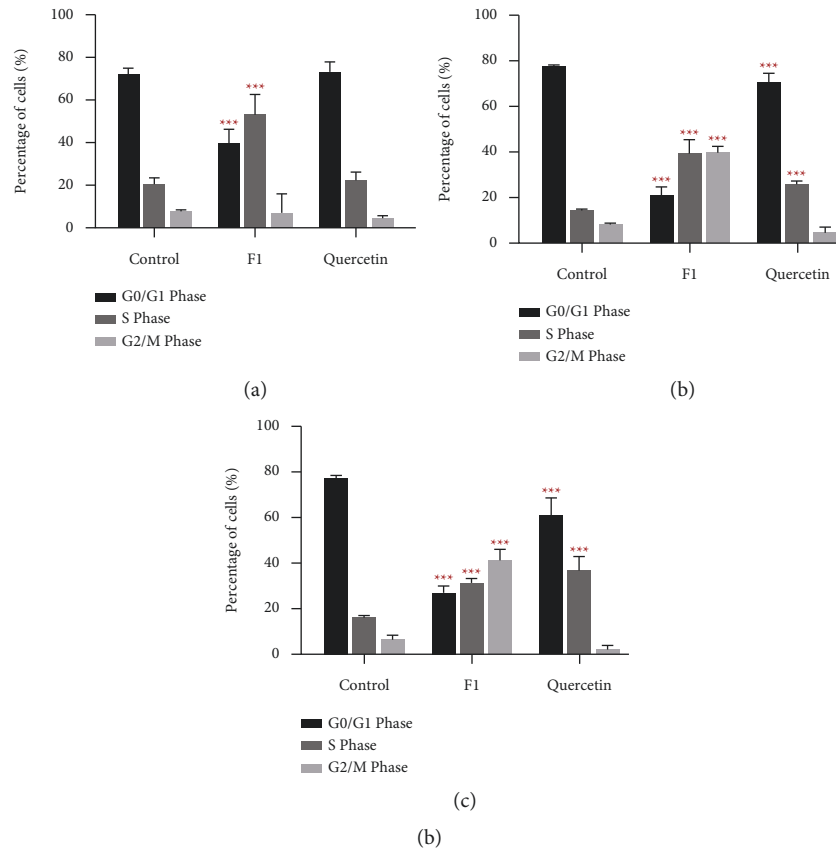 100
80
60
40
20
0
Percentage of cells (%)
***
***
Control
F1
Quercetin
G0/G1 Phase
S Phase
G2/M Phase
(a)
100
80
60
40
20
0
Percentage of cells (%)
***
***
***
***
***
Control
F1
Quercetin
G0/G1 Phase
S Phase
G2/M Phase
(b)
100
80
60
40
20
0
Percentage of cells (%)
***
***
***
***
***
Control
F1
Quercetin
G0/G1 Phase
S Phase
G2/M Phase
(c)
(b)